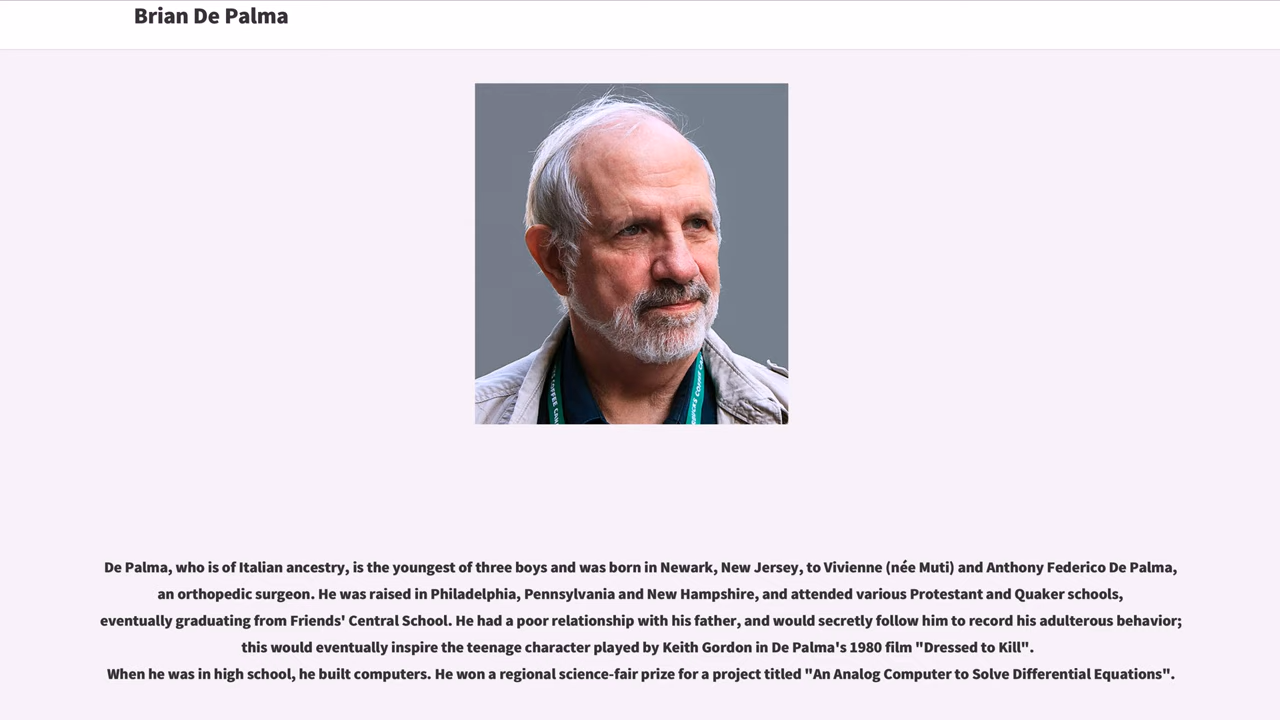 Brian De Palma
COFFEE CAN
COFFEE CA
De Palma, who is of Italian ancestry, is the youngest of three boys and was born in Newark, New Jersey, to Vivienne (née Muti) and Anthony Federico De Palma,
an orthopedic surgeon. He was raised in Philadelphia, Pennsylvania and New Hampshire, and attended various Protestant and Quaker schools,
eventually graduating from Friends' Central School. He had a poor relationship with his father, and would secretly follow him to record his adulterous behavior;
this would eventually inspire the teenage character played by Keith Gordon in De Palma's 1980 film "Dressed to Kill".
When he was in high school, he built computers. He won a regional science-fair prize for a project titled "An Analog Computer to Solve Differential Equations".